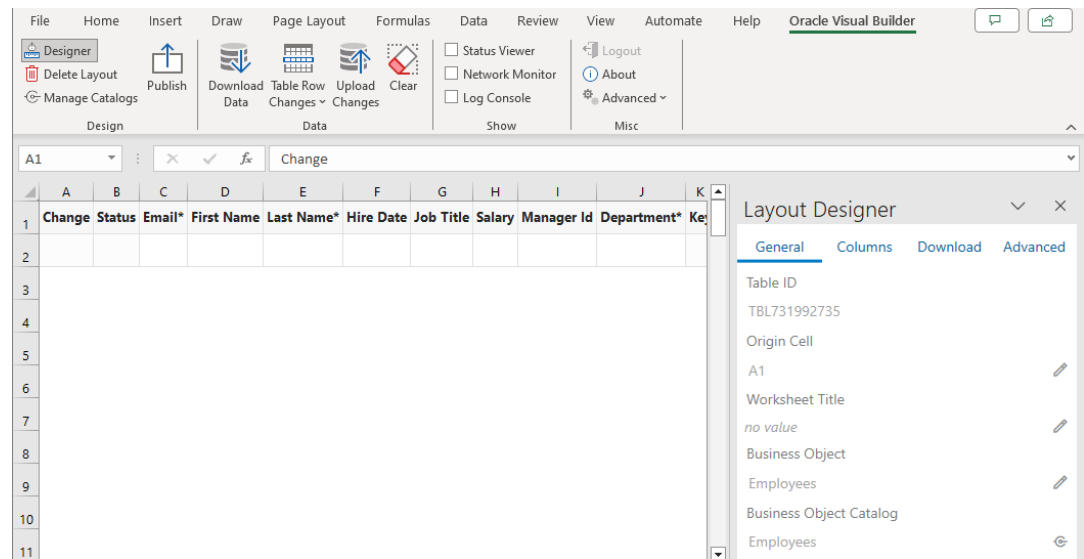 File Home Insert Draw Page Layout Formulas Data Review View Automate Help Oracle Visual Builder
Designer
Delete Layout
Manage Catalogs
Publish
Design
Download Data
Table Row Changes
Upload Changes
Clear
Data
Status Viewer
Network Monitor
Log Console
Show
Logout
About
Advanced
Misc
A1 fx Change
A B C D E F G H I J K
1 Change Status Email* First Name Last Name* Hire Date Job Title Salary Manager Id Department*
2
3
4
5
6
7
8
9
10
11
Layout Designer
General Columns Download Advanced
Table ID
TBL731992735
Origin Cell
A1
Worksheet Title
no value
Business Object
Employees
Business Object Catalog
Employees